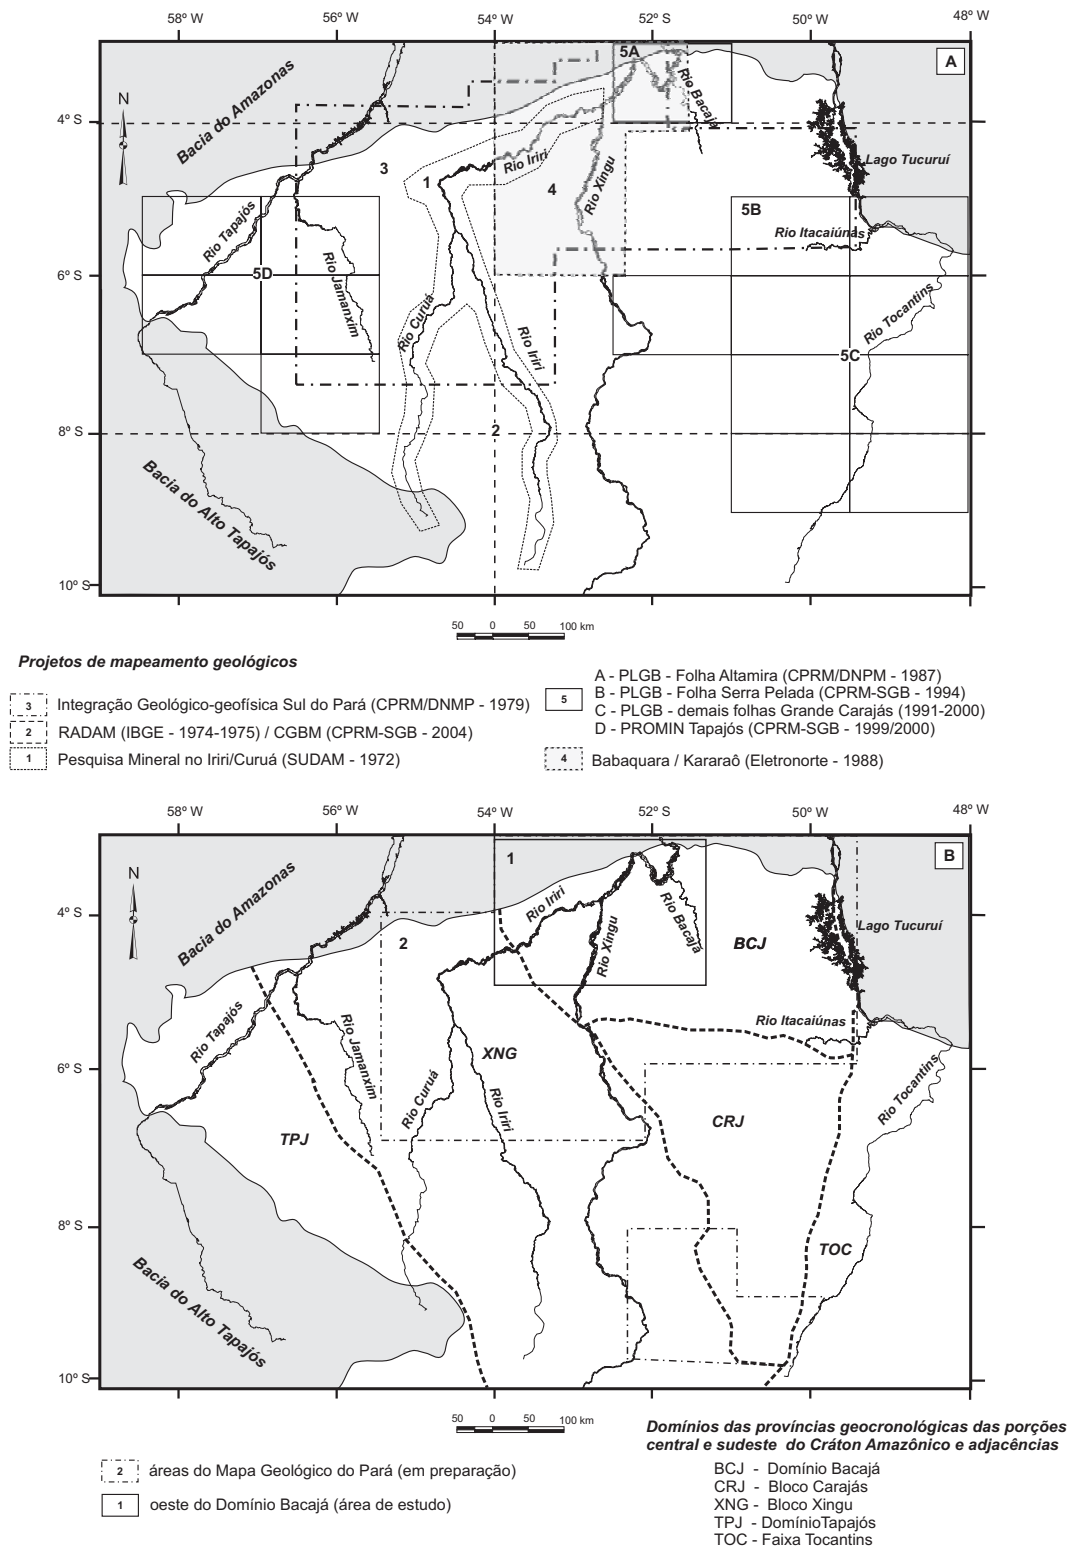 58º W
56º W
54º W
52º S
50º W
48º W
A
5A
N
Bacia do Amazonas
Rio Bacajá
4º S
Lago Tucuruí
Rio Iriri
3
1
4
Rio Xingu
5B
Rio Tapajós
Rio Itacaiúnas
6º S
5D
Rio Jamanxim
Rio Curuá
Rio Iriri
Rio Tocantins
5C
8º S
2
Bacia do Alto Tapajós
10º S
50 0 50 100 km
Projetos de mapeamento geológicos
3 Integração Geológico-geofísica Sul do Pará (CPRM/DNMP - 1979)
2 RADAM (IBGE - 1974-1975) / CGBM (CPRM-SGB - 2004)
1 Pesquisa Mineral no Iriri/Curuá (SUDAM - 1972)
5
A - PLGB - Folha Altamira (CPRM/DNPM - 1987)
B - PLGB - Folha Serra Pelada (CPRM-SGB - 1994)
C - PLGB - demais folhas Grande Carajás (1991-2000)
D - PROMIN Tapajós (CPRM-SGB - 1999/2000)
4 Babaquara / Kararaô (Eletronorte - 1988)
58º W
56º W
54º W
52º S
50º W
48º W
B
1
N
Bacia do Amazonas
Rio Iriri
Rio Bacajá
4º S
Lago Tucuruí
2
Rio Xingu
BCJ
Rio Tapajós
Rio Itacaiúnas
Rio Jamanxim
XNG
6º S
Rio Curuá
Rio Iriri
Rio Tocantins
TPJ
CRJ
8º S
TOC
Bacia do Alto Tapajós
10º S
50 0 50 100 km
2 áreas do Mapa Geológico do Pará (em preparação)
1 oeste do Domínio Bacajá (área de estudo)
Domínios das províncias geocronológicas das porções
central e sudeste do Cráton Amazônico e adjacências
BCJ - Domínio Bacajá
CRJ - Bloco Carajás
XNG - Bloco Xingu
TPJ - DomínioTapajós
TOC - Faixa Tocantins